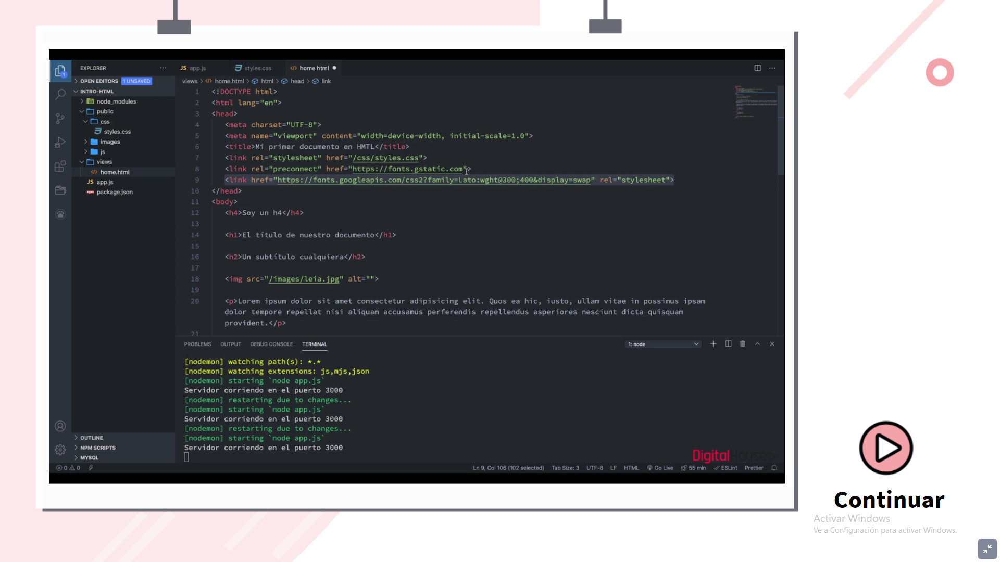 EXPLORER
OPEN EDITORS 1 UNSAVED
INTRO-HTML
node_modules
public
css
styles.css
images
js
views
home.html
JS app.js
package.json
OUTLINE
NPM SCRIPTS
MYSQL
JS app.js styles.css home.html
views > home.html > html > head > link
1 <!DOCTYPE html>
2 <html lang="en">
3 <head>
4 <meta charset="UTF-8">
5 <meta name="viewport" content="width=device-width, initial-scale=1.0">
6 <title>Mi primer documento en HMTL</title>
7 <link rel="stylesheet" href="/css/styles.css">
8 <link rel="preconnect" href="https://fonts.gstatic.com">
9 <link href="https://fonts.googleapis.com/css2?family=Lato:wght@300;400&display=swap" rel="stylesheet">
10 </head>
11 <body>
12 <h4>Soy un h4</h4>
13
14 <h1>El título de nuestro documento</h1>
15
16 <h2>Un subtítulo cualquiera</h2>
17
18 <img src="/images/leia.jpg" alt="">
19
20 <p>Lorem ipsum dolor sit amet consectetur adipisicing elit. Quos ea hic, iusto, ullam vitae in possimus ipsam
dolor tempore repellat nisi aliquam accusamus perferendis repellendus asperiores nesciunt dicta quisquam
provident.</p>
21
PROBLEMS OUTPUT DEBUG CONSOLE TERMINAL 1: node
[nodemon] watching path(s): *.*
[nodemon] watching extensions: js,mjs,json
[nodemon] starting `node app.js`
Servidor corriendo en el puerto 3000
[nodemon] restarting due to changes...
[nodemon] starting `node app.js`
Servidor corriendo en el puerto 3000
[nodemon] restarting due to changes...
[nodemon] starting `node app.js`
Servidor corriendo en el puerto 3000
DigitalHouse>
0 0 Ln 9, Col 106 (102 selected) Tab Size: 3 UTF-8 LF HTML Go Live 55 min ESLint Prettier
Continuar
Activar Windows
Ve a Configuración para activar Windows.